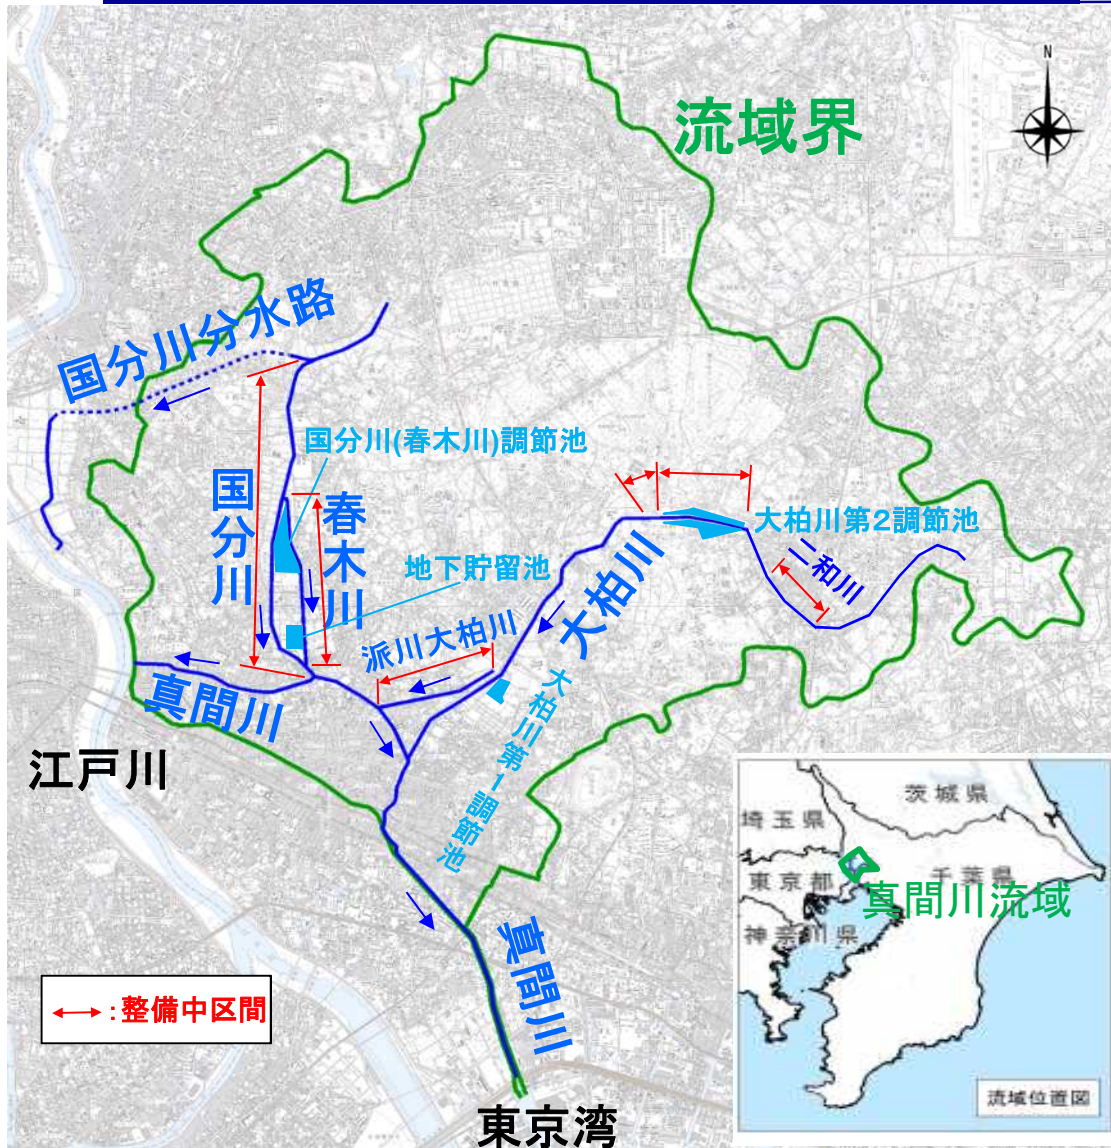 N
流域界
国分川分水路
国分川(春木川)調節池
国分川
春木川
大柏川第2調節池
二和川
地下貯留池
大柏川
派川大柏川
大柏川第1調節池
真間川
江戸川
真間川
東京湾
:整備中区間
茨城県
埼玉県
東京都
千葉県
真間川流域
神奈川県
流域位置図